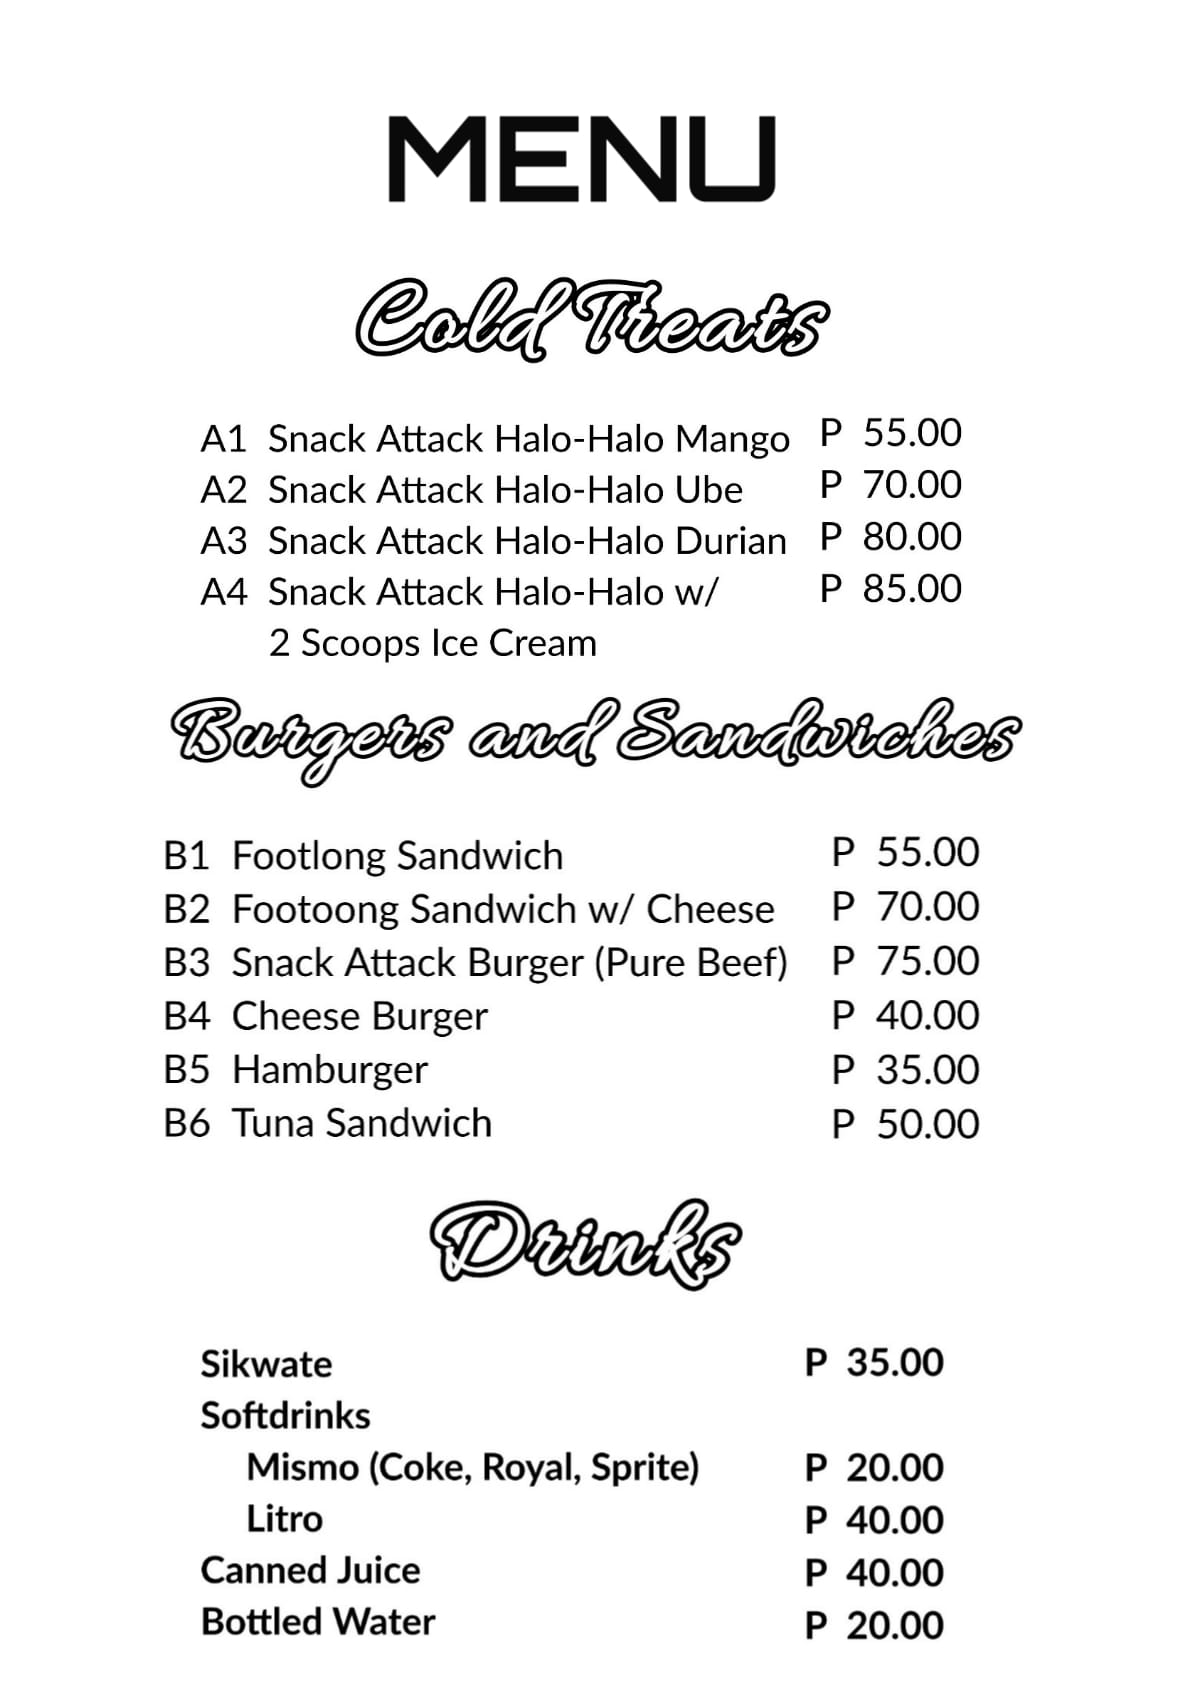 MENU
Cold Treats
A1 Snack Attack Halo-Halo Mango P 55.00
A2 Snack Attack Halo-Halo Ube P 70.00
A3 Snack Attack Halo-Halo Durian P 80.00
A4 Snack Attack Halo-Halo w/ P 85.00
2 Scoops Ice Cream
Burgers and Sandwiches
B1 Footlong Sandwich P 55.00
B2 Footoong Sandwich w/ Cheese P 70.00
B3 Snack Attack Burger (Pure Beef) P 75.00
B4 Cheese Burger P 40.00
B5 Hamburger P 35.00
B6 Tuna Sandwich P 50.00
Drinks
Sikwate P 35.00
Softdrinks
Mismo (Coke, Royal, Sprite) P 20.00
Litro P 40.00
Canned Juice P 40.00
Bottled Water P 20.00